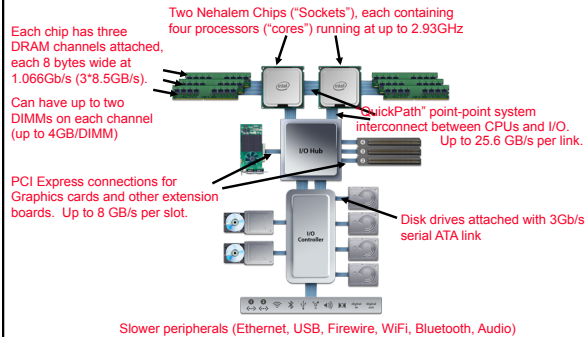 Two Nehalem Chips (“Sockets”), each containing
four processors (“cores”) running at up to 2.93GHz
Each chip has three
DRAM channels attached,
each 8 bytes wide at
1.066Gb/s (3*8.5GB/s).
Can have up to two
DIMMs on each channel
(up to 4GB/DIMM)
QuickPath” point-point system
interconnect between CPUs and I/O.
Up to 25.6 GB/s per link.
I/O Hub
PCI Express connections for
Graphics cards and other extension
boards. Up to 8 GB/s per slot.
Disk drives attached with 3Gb/s
serial ATA link
I/O
Controller
Slower peripherals (Ethernet, USB, Firewire, WiFi, Bluetooth, Audio)